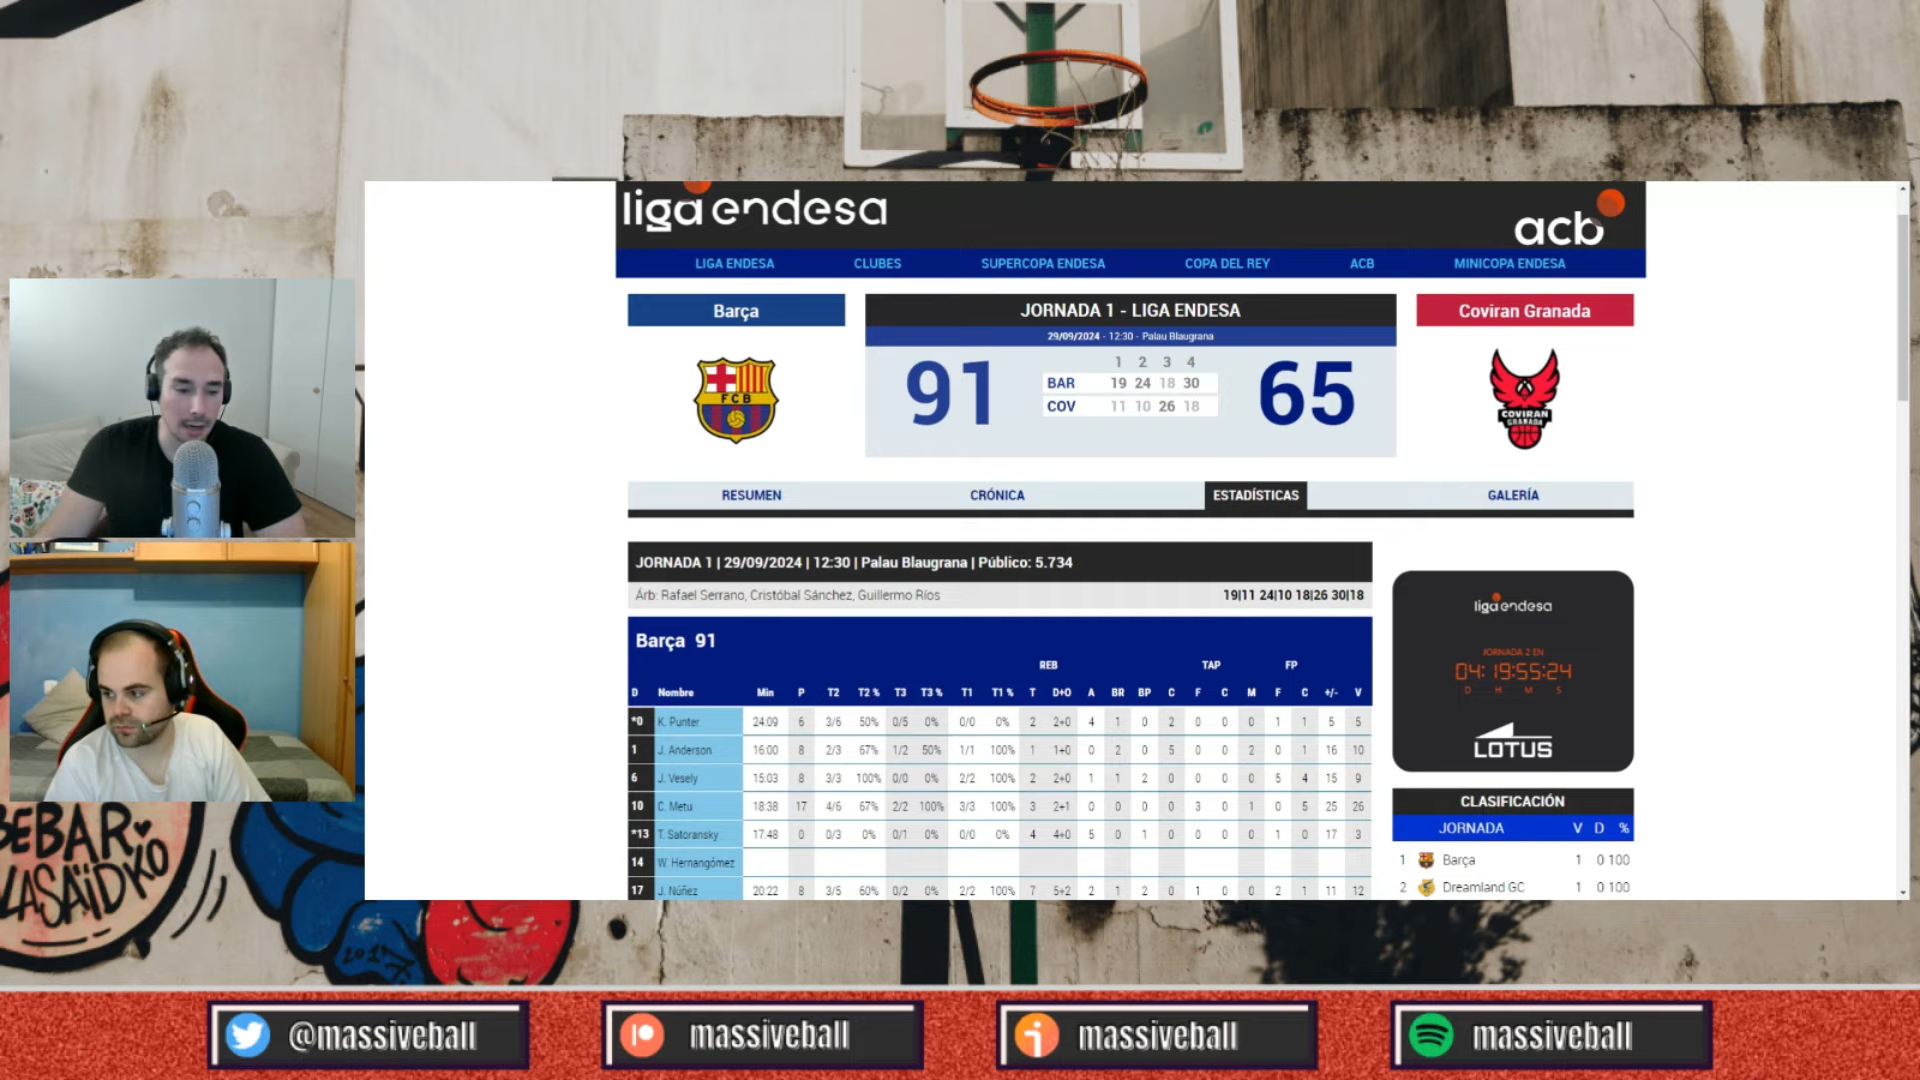 liga endesa
acb
LIGA ENDESA CLUBES SUPERCOPA ENDESA COPA DEL REY ACB MINICOPA ENDESA
Barça
JORNADA 1 - LIGA ENDESA
Coviran Granada
29/09/2024 - 12:30 - Palau Blaugrana
91
1 2 3 4
BAR 19 24 18 30
COV 11 10 26 18
65
FCB
COVIRAN
GRANADA
RESUMEN CRÓNICA ESTADÍSTICAS GALERÍA
JORNADA 1 | 29/09/2024 | 12:30 | Palau Blaugrana | Público: 5.734
Árb: Rafael Serrano, Cristóbal Sánchez, Guillermo Ríos 19|11 24|10 18|26 30|18
Barça 91
REB TAP FP
D Nombre Min P T2 T2 % T3 T3 % T1 T1 % T D+O A BR BP C F C M F C +/- V
*0 K. Punter 24:09 6 3/6 50% 0/5 0% 0/0 0% 2 2+0 4 1 0 2 0 0 0 1 1 5 5
1 J. Anderson 16:00 8 2/3 67% 1/2 50% 1/1 100% 1 1+0 0 2 0 5 0 0 2 0 1 16 10
6 J. Vesely 15:03 8 3/3 100% 0/0 0% 2/2 100% 2 2+0 1 1 2 0 0 0 0 5 4 15 9
10 C. Metu 18:38 17 4/6 67% 2/2 100% 3/3 100% 3 2+1 0 0 0 0 3 0 1 0 5 25 26
*13 T. Satoransky 17:48 0 0/3 0% 0/1 0% 0/0 0% 4 4+0 5 0 1 0 0 0 0 1 0 17 3
14 W. Hernangómez
17 J. Núñez 20:22 8 3/5 60% 0/2 0% 2/2 100% 7 5+2 2 1 2 0 1 0 0 2 1 11 12
liga endesa
JORNADA 2 EN
04:19:55:24
D H M S
LOTUS
CLASIFICACIÓN
JORNADA V D %
1 Barça 1 0 100
2 Dreamland GC 1 0 100
BEBAR
LASAÏDKO
2017
@massiveball
massiveball
massiveball
massiveball